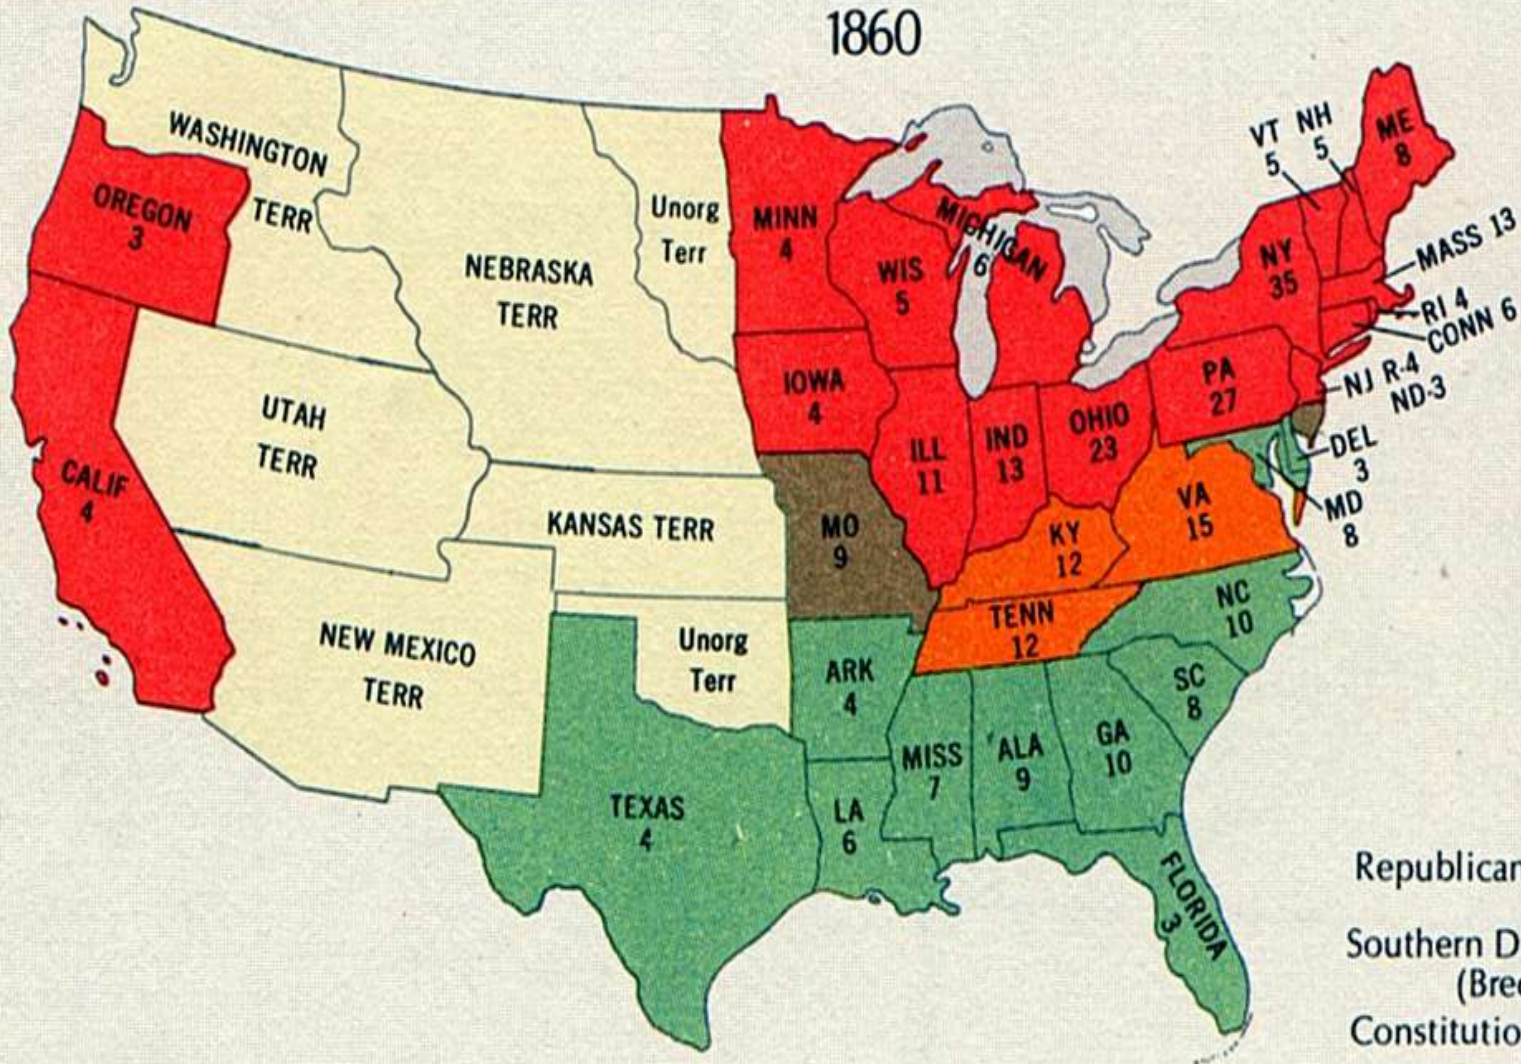 1860
WASHINGTON
TERR
OREGON
3
NEBRASKA
TERR
Unorg
Terr
MINN
4
WIS
5
MICHIGAN
6
VT
5
NH
5
ME
8
NY
35
MASS 13
RI 4
CONN 6
NJ R-4
ND-3
PA
27
DEL
3
MD
8
IOWA
4
ILL
11
IND
13
OHIO
23
UTAH
TERR
CALIF
4
KANSAS TERR
MO
9
KY
12
VA
15
TENN
12
NC
10
NEW MEXICO
TERR
Unorg
Terr
ARK
4
SC
8
MISS
7
ALA
9
GA
10
TEXAS
4
LA
6
FLORIDA
3
Republican
Southern D
(Bree
Constitutio